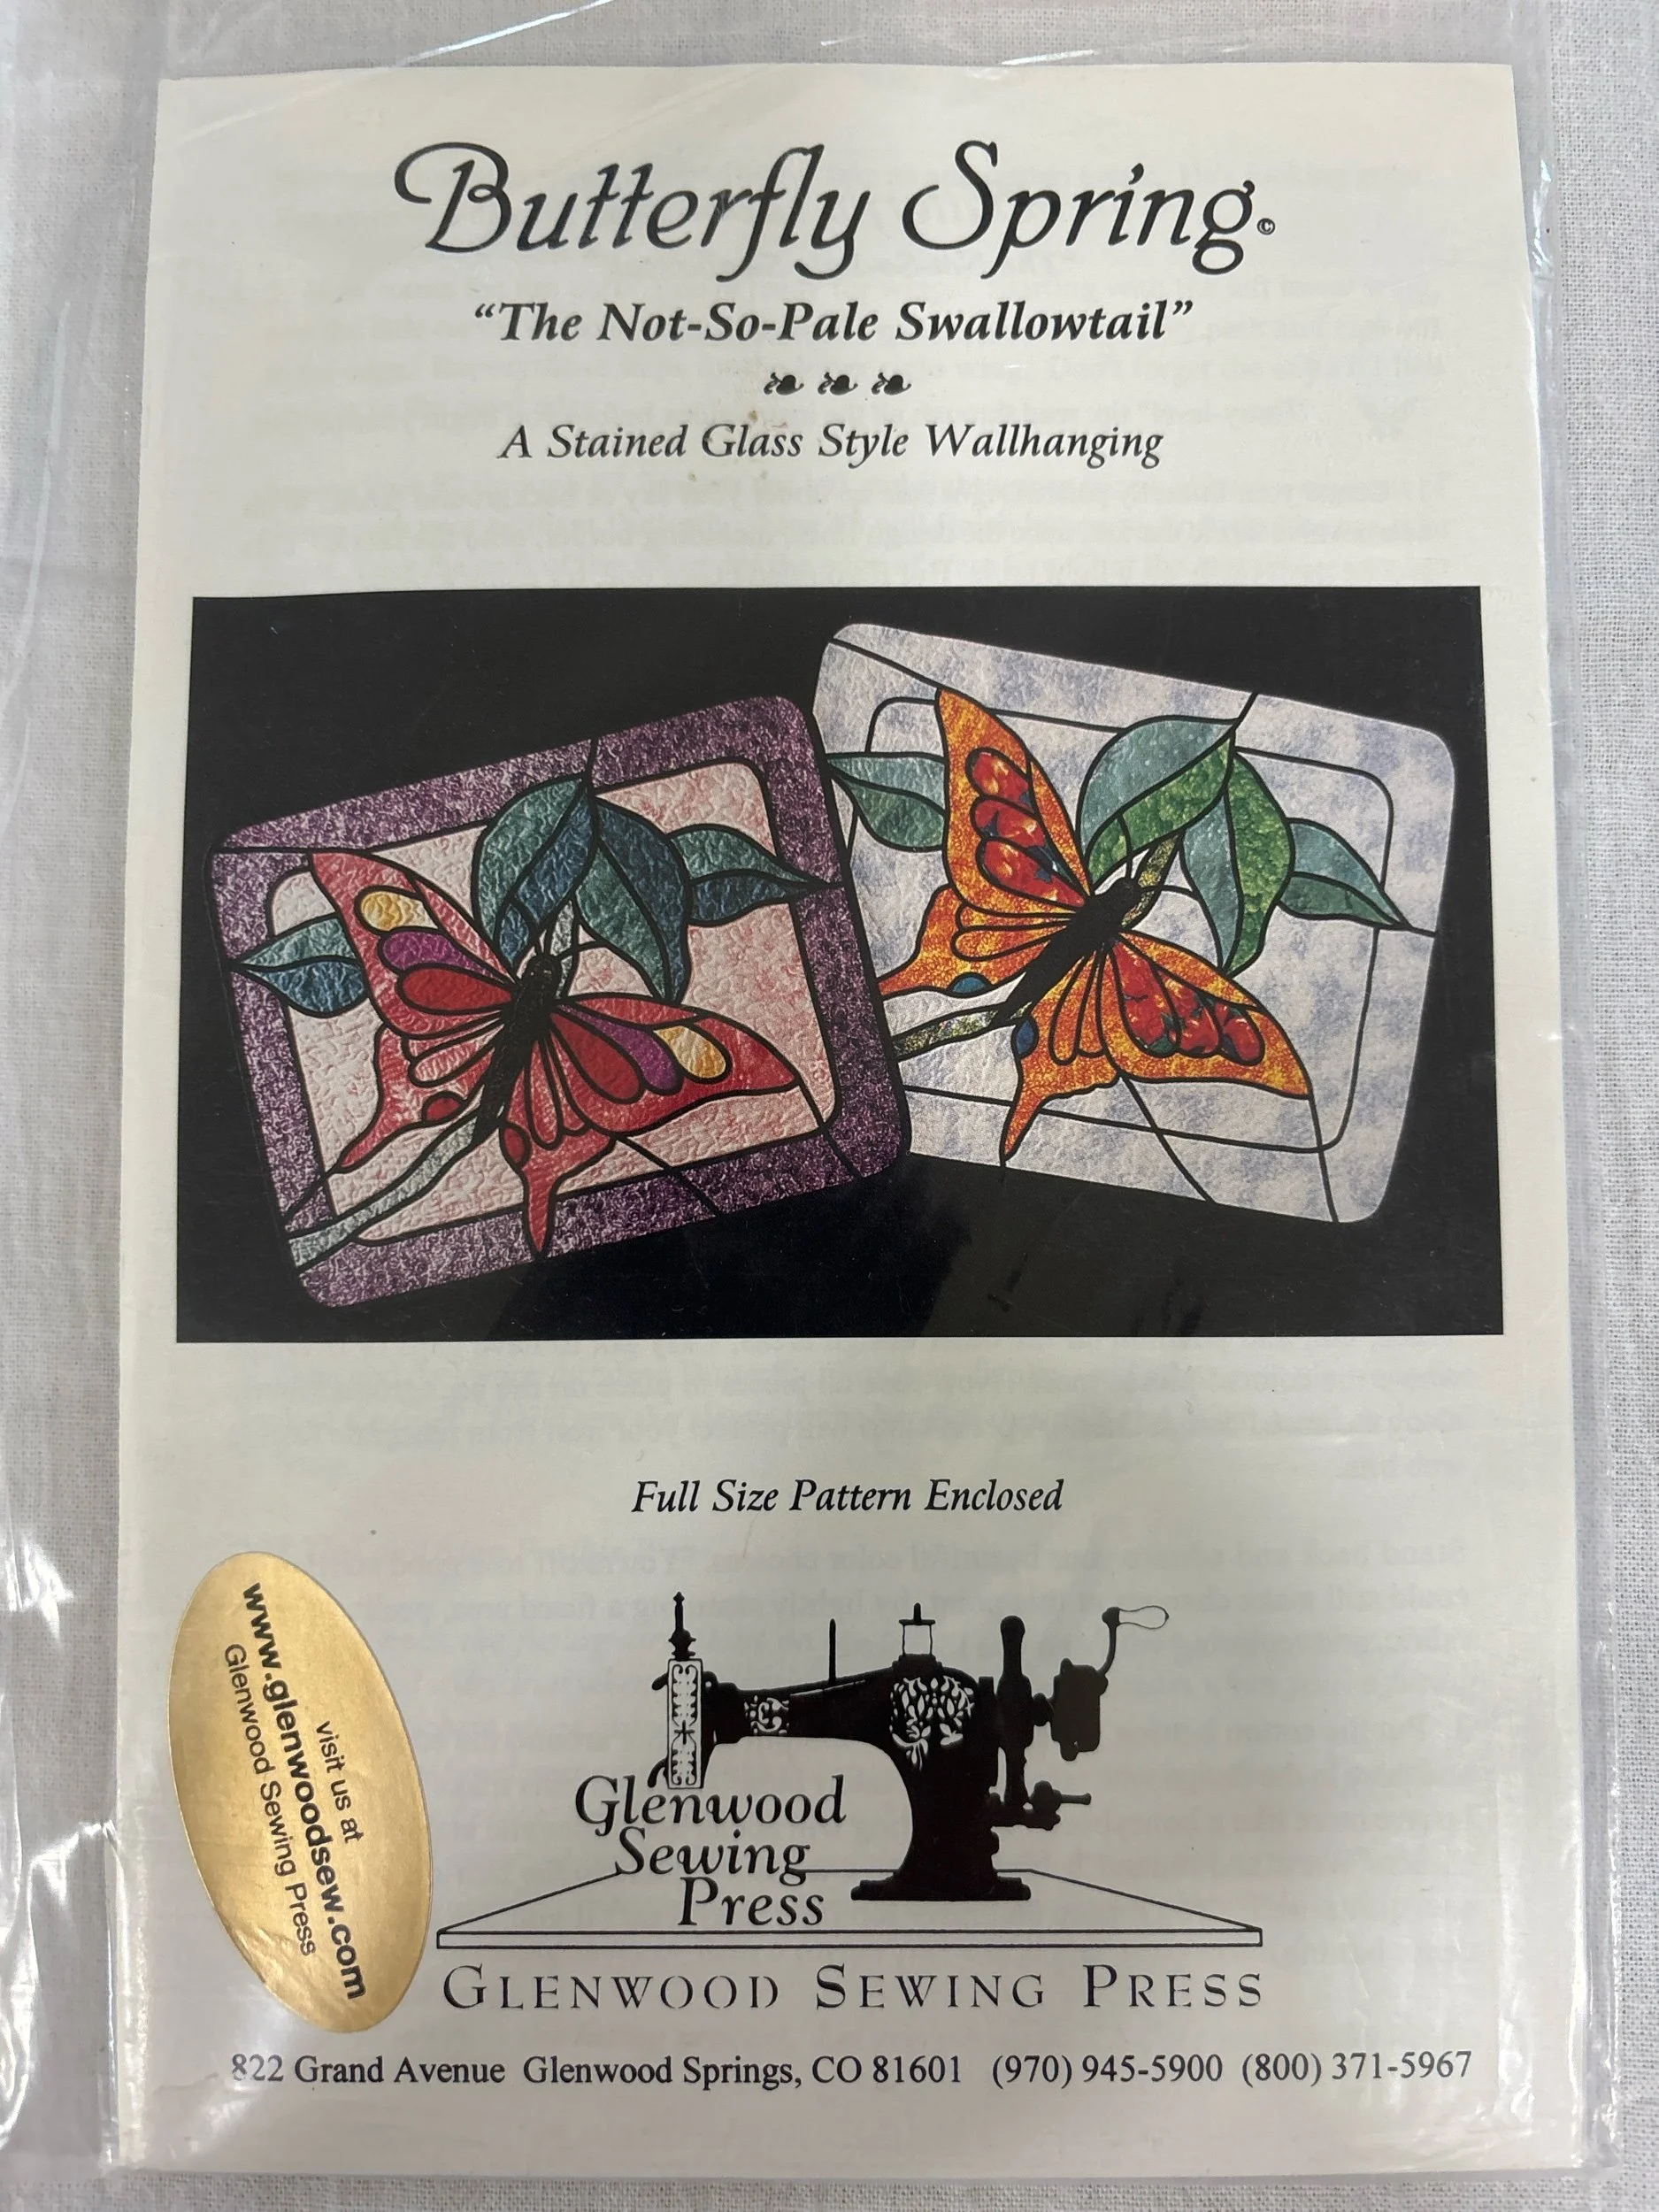 Butterfly Spring©
“The Not-So-Pale Swallowtail”
A Stained Glass Style Wallhanging
Full Size Pattern Enclosed
visit us at
www.glenwoodsew.com
Glenwood Sewing Press
Glenwood
Sewing
Press
GLENWOOD SEWING PRESS
822 Grand Avenue Glenwood Springs, CO 81601 (970) 945-5900 (800) 371-5967